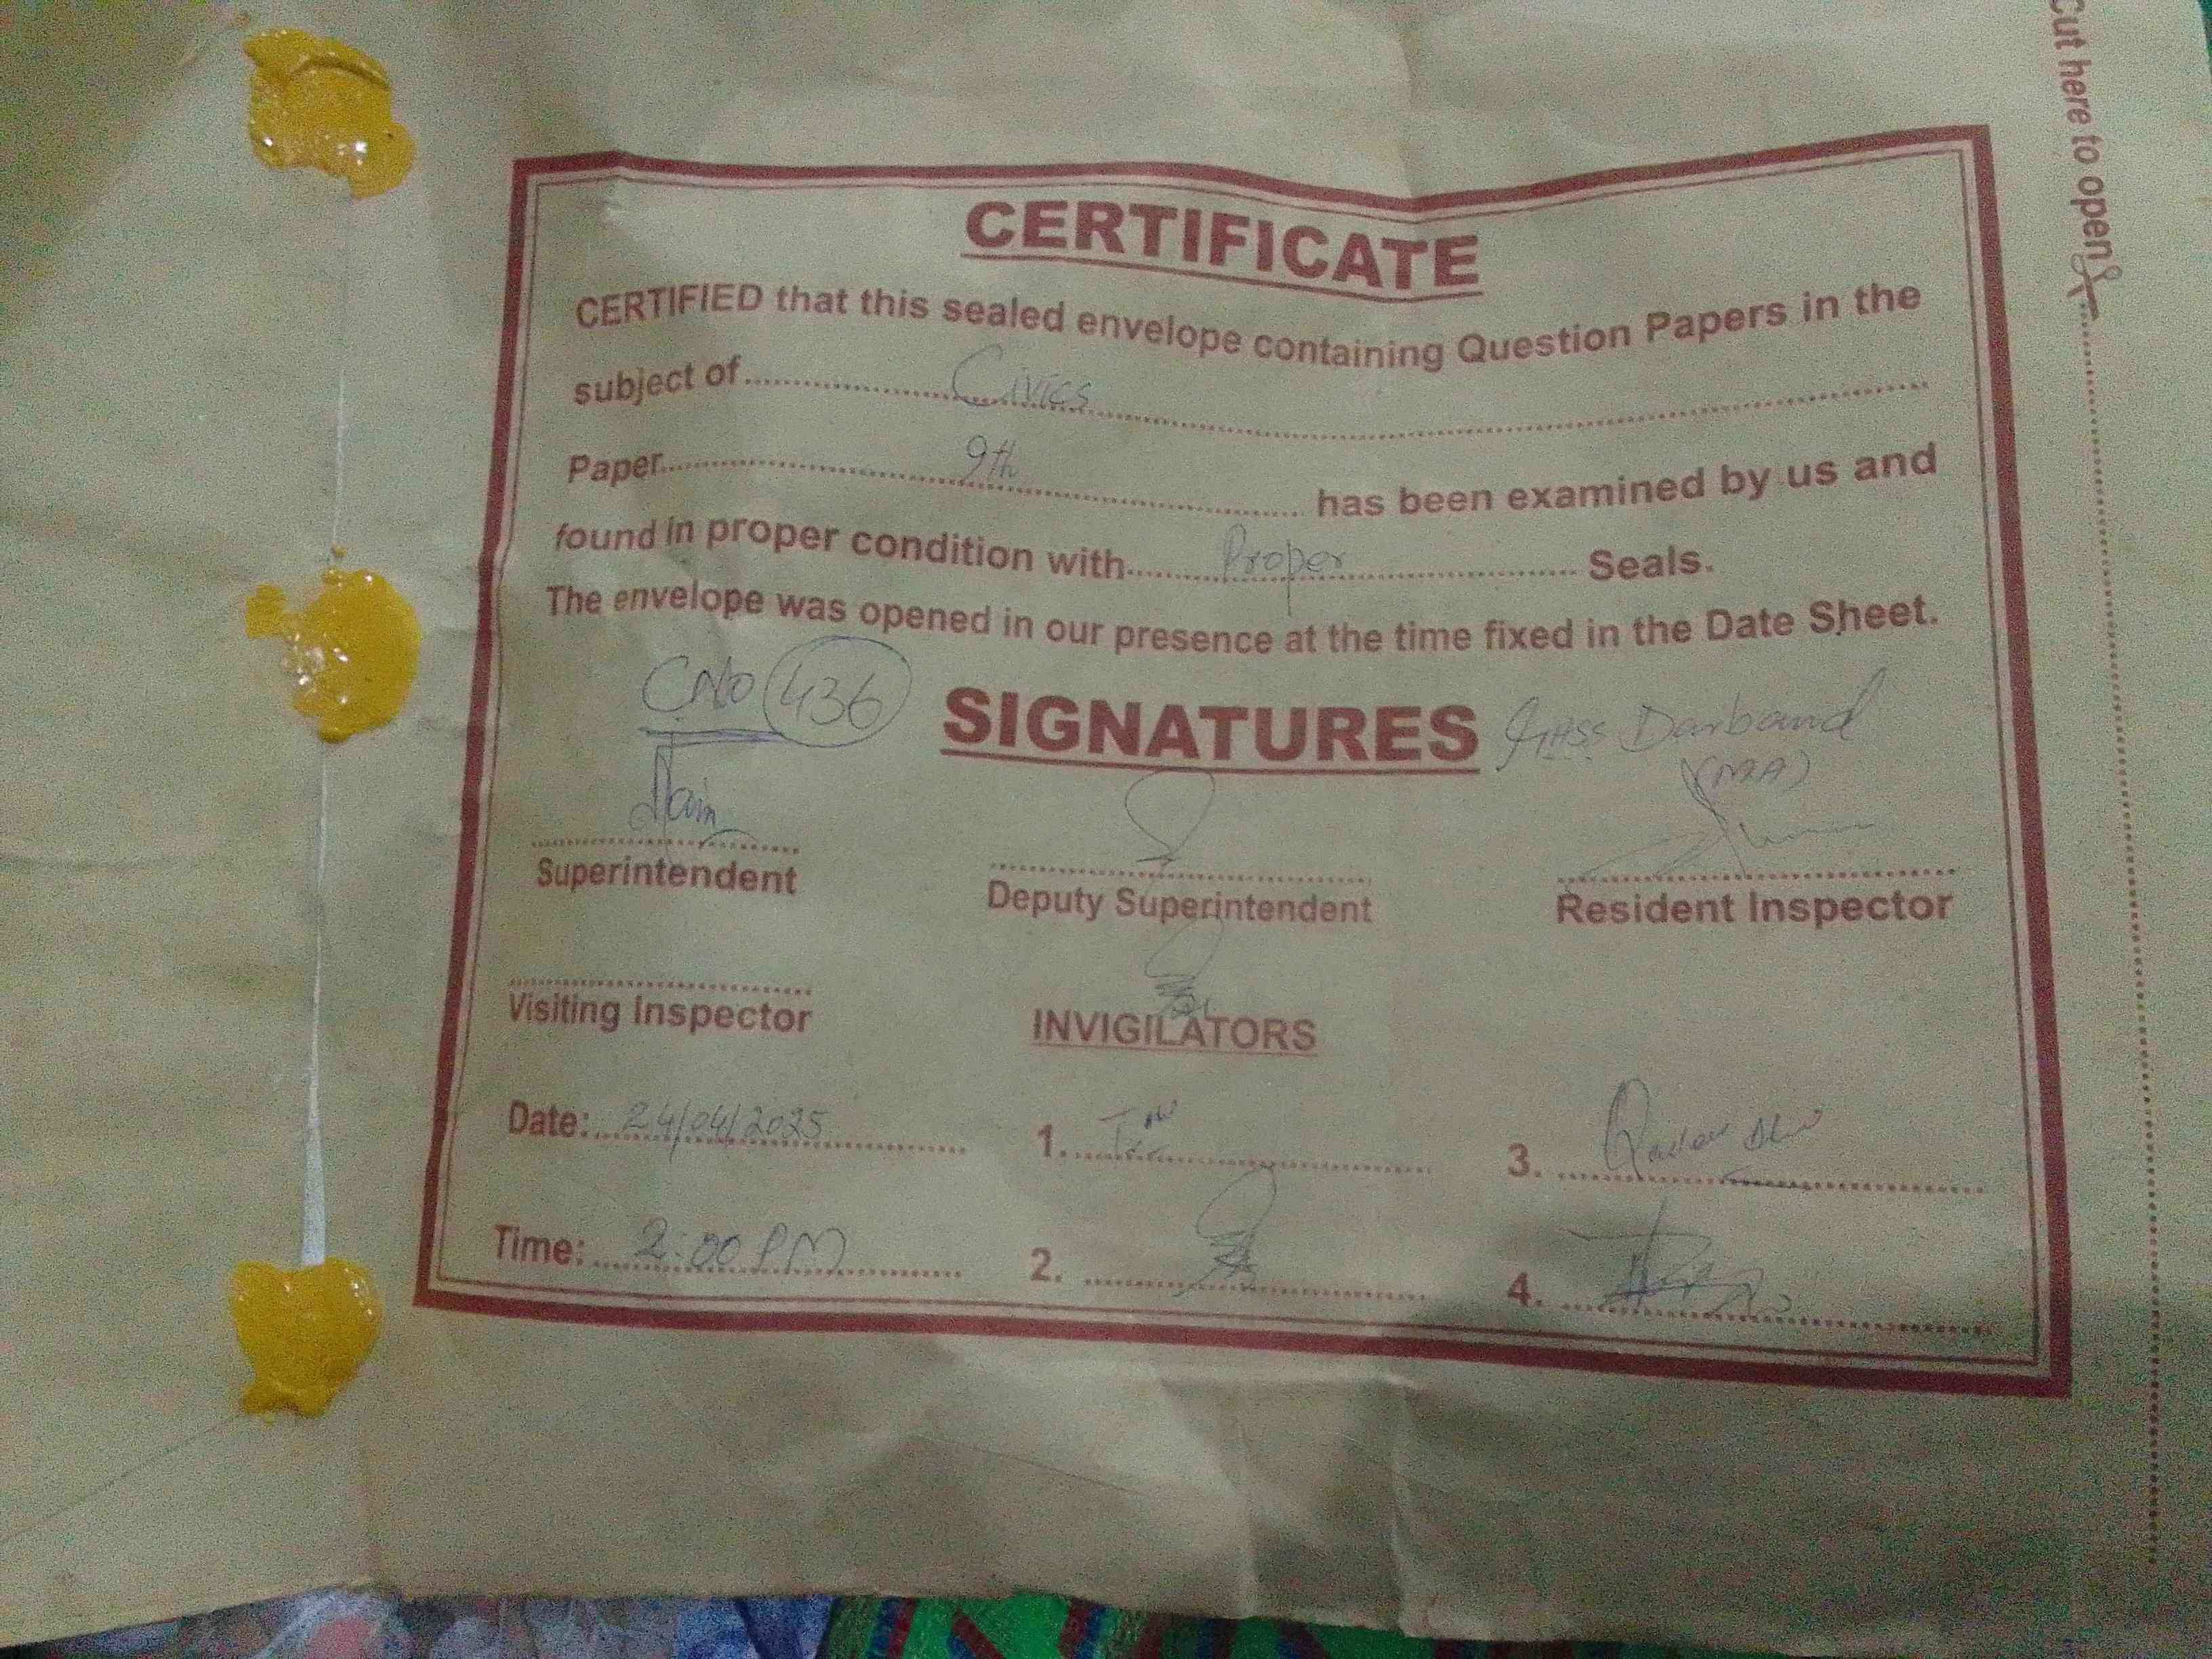 Cut here to open
CERTIFICATE
CERTIFIED that this sealed envelope containing Question Papers in the
subject of.......Civics.......
Paper.......9th....... has been examined by us and
found in proper condition with.......Proper....... Seals.
The envelope was opened in our presence at the time fixed in the Date Sheet.
CNO 436 SIGNATURES GHSS Darband
Superintendent
Deputy Superintendent
Resident Inspector
Visiting Inspector
INVIGILATORS
Date: 24/04/2025 1. 3.
Time: 2:00 PM 2. 4.